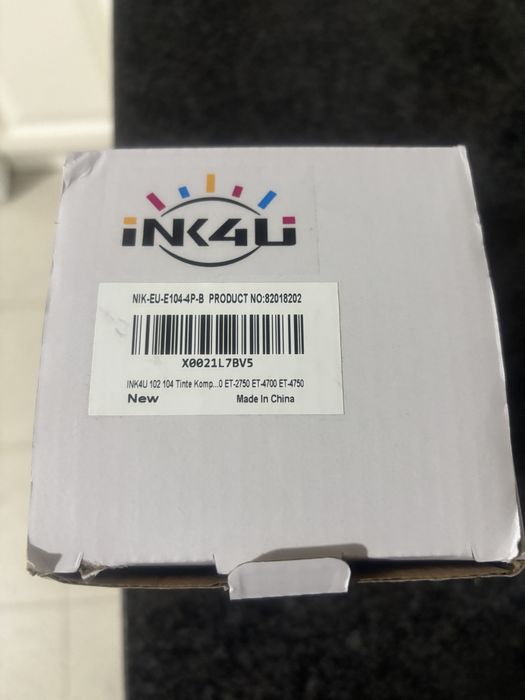 iNK4U
NIK-EU-E104-4P-B PRODUCT NO:82018202
X0021L7BV5
INK4U 102 104 Tinte Komp...0 ET-2750 ET-4700 ET-4750
New Made In China